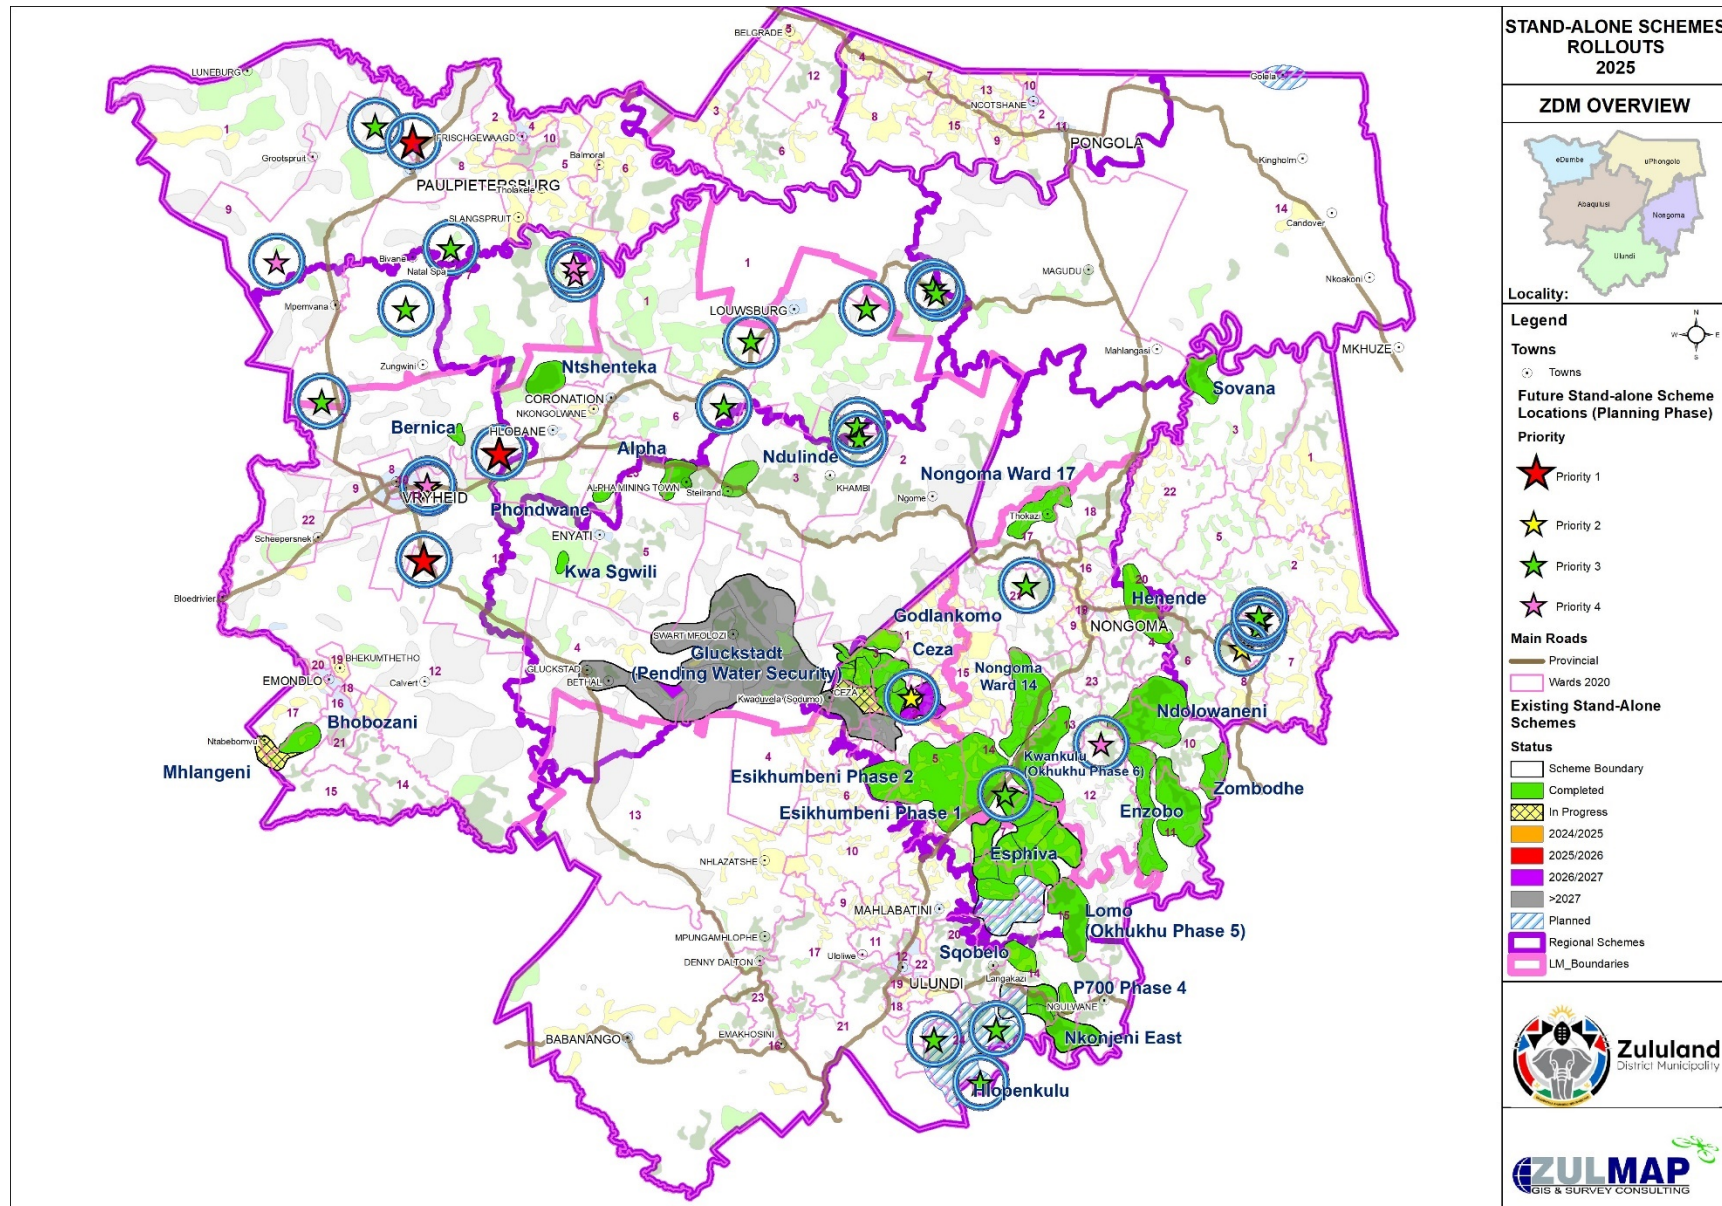 STAND-ALONE SCHEMES
ROLLOUTS
2025
ZDM OVERVIEW
eDumbe
uPhongolo
Abaqulusi
Nongoma
Ulundi
Locality:
Legend
N
W
E
S
Towns
Towns
Future Stand-alone Scheme
Locations (Planning Phase)
Priority
Priority 1
Priority 2
Priority 3
Priority 4
Main Roads
Provincial
Wards 2020
Existing Stand-Alone
Schemes
Status
Scheme Boundary
Completed
In Progress
2024/2025
2025/2026
2026/2027
>2027
Planned
Regional Schemes
LM_Boundaries
Zululand
District Municipality
ZULMAP
GIS & SURVEY CONSULTING
BELGRADE
LUNEBURG
Golela
NCOTSHANE
PONGOLA
FRISCHGEWAAGD
Grootspruit
Balmoral
PAULPIETERSBURG
Tholakele
Kingholm
SLANGSPRUIT
Candover
Bivane
Natal Spa
MAGUDU
Nkoakoni
Mpemvana
LOUWSBURG
Mahlangasi
MKHUZE
Zungwini
Ntshenteka
Sovana
CORONATION
NKONGOLWANE
Bernica
HLOBANE
Alpha
Ndulinde
Nongoma Ward 17
ALPHA MINING TOWN
Steilrand
KHAMBI
Ngome
VRYHEID
Phondwane
Thokazi
Scheepersnek
ENYATI
Kwa Sgwili
Bloedrivier
Henende
Godlankomo
NONGOMA
SWART MFOLOZI
Gluckstadt
(Pending Water Security)
Ceza
Nongoma
Ward 14
BHEKUMTHETHO
GLUCKSTAD
BETHAL
EMONDLO
Calvert
Kwaduvela (Sodumo)
CEZA
Bhobozani
Ndolowaneni
Ntabebomvu
Mhlangeni
Kwankulu
(Okhukhu Phase 6)
Esikhumbeni Phase 2
Esikhumbeni Phase 1
Zombodhe
Enzobo
NHLAZATSHE
Esphiva
MAHLABATINI
Lomo
(Okhukhu Phase 5)
MPUNGAMHLOPHE
Uloliwe
Sqobelo
DENNY DALTON
Langakazi
ULUNDI
P700 Phase 4
NQULWANE
EMAKHOSINI
BABANANGO
Nkonjeni East
Hlopenkulu